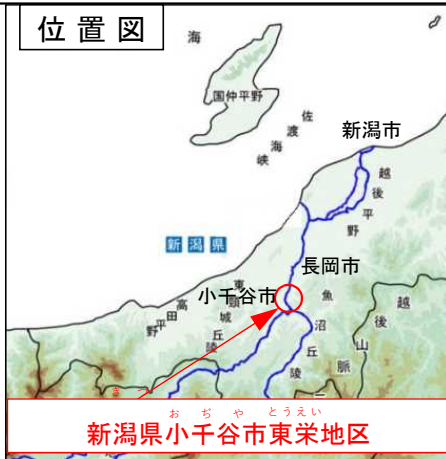 位置図
海
国仲平野
佐渡海峡
新潟市
越後平野
新潟県
長岡市
小千谷市
東頸城丘陵
高田平野
魚沼丘陵
越後山脈
おぢや とうえい
新潟県小千谷市東栄地区